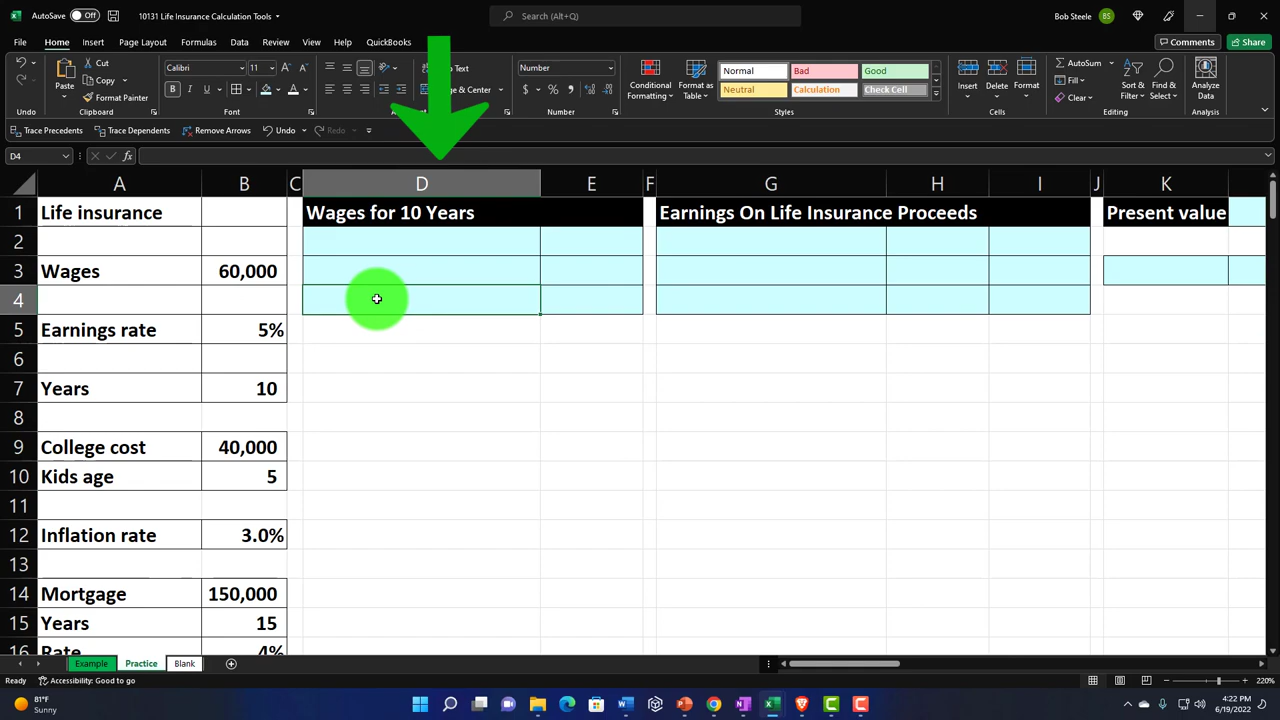 AutoSave Off 10131 Life Insurance Calculation Tools Search (Alt+Q) Bob Steele BS
File Home Insert Page Layout Formulas Data Review View Help QuickBooks Comments Share
Cut Calibri 11 Text Number AutoSum
Copy Conditional Format as Normal Bad Good Insert Delete Format Fill Sort & Find & Analyze
Paste Format Painter B I U & Center $ % Formatting Table Neutral Calculation Check Cell Clear Filter Select Data
Undo Clipboard Font Number Styles Cells Editing Analysis
Trace Precedents Trace Dependents Remove Arrows Undo Redo
D4 fx
A B C D E F G H I J K
1 Life insurance Wages for 10 Years Earnings On Life Insurance Proceeds Present value
2
3 Wages 60,000
4
5 Earnings rate 5%
6
7 Years 10
8
9 College cost 40,000
10 Kids age 5
11
12 Inflation rate 3.0%
13
14 Mortgage 150,000
15 Years 15
16 Rate 4%
Example Practice Blank
Ready Accessibility: Good to go 220%
81°F
Sunny
4:22 PM
6/19/2022